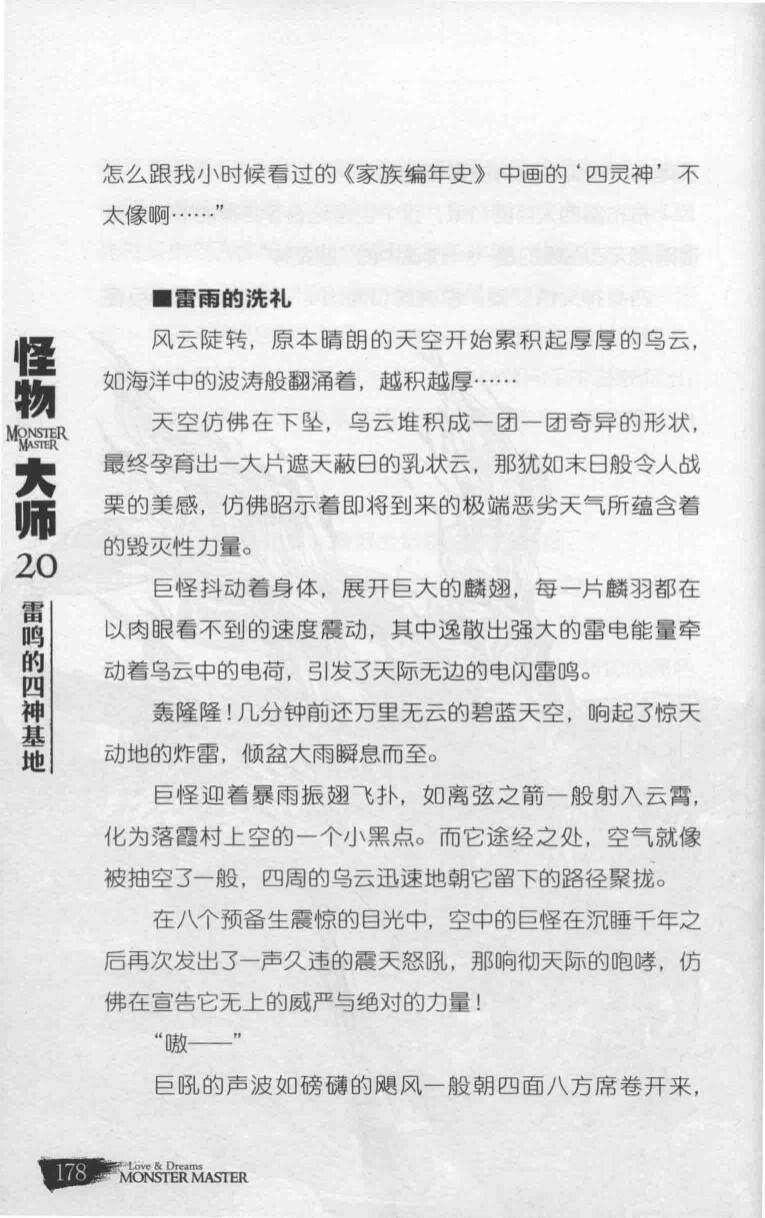 怎么跟我小时候看过的《家族编年史》中画的‘四灵神’不
太像啊……”
■雷雨的洗礼
风云陡转，原本晴朗的天空开始累积起厚厚的乌云，
如海洋中的波涛般翻涌着，越积越厚……
天空仿佛在下坠，乌云堆积成一团一团奇异的形状，
最终孕育出一大片遮天蔽日的乳状云，那犹如末日般令人战
栗的美感，仿佛昭示着即将到来的极端恶劣天气所蕴含着
的毁灭性力量。
巨怪抖动着身体，展开巨大的麟翅，每一片麟羽都在
以肉眼看不到的速度震动，其中逸散出强大的雷电能量牵
动着乌云中的电荷，引发了天际无边的电闪雷鸣。
轰隆隆！几分钟前还万里无云的碧蓝天空，响起了惊天
动地的炸雷，倾盆大雨瞬息而至。
巨怪迎着暴雨振翅飞扑，如离弦之箭一般射入云霄，
化为落霞村上空的一个小黑点。而它途经之处，空气就像
被抽空了一般，四周的乌云迅速地朝它留下的路径聚拢。
在八个预备生震惊的目光中，空中的巨怪在沉睡千年之
后再次发出了一声久违的震天怒吼，那响彻天际的咆哮，仿
佛在宣告它无上的威严与绝对的力量！
“嗷——”
巨吼的声波如磅礴的飓风一般朝四面八方席卷开来，
怪物
MONSTER
MASTER
大师
20
雷鸣的四神基地
178
Love & Dreams
MONSTER MASTER